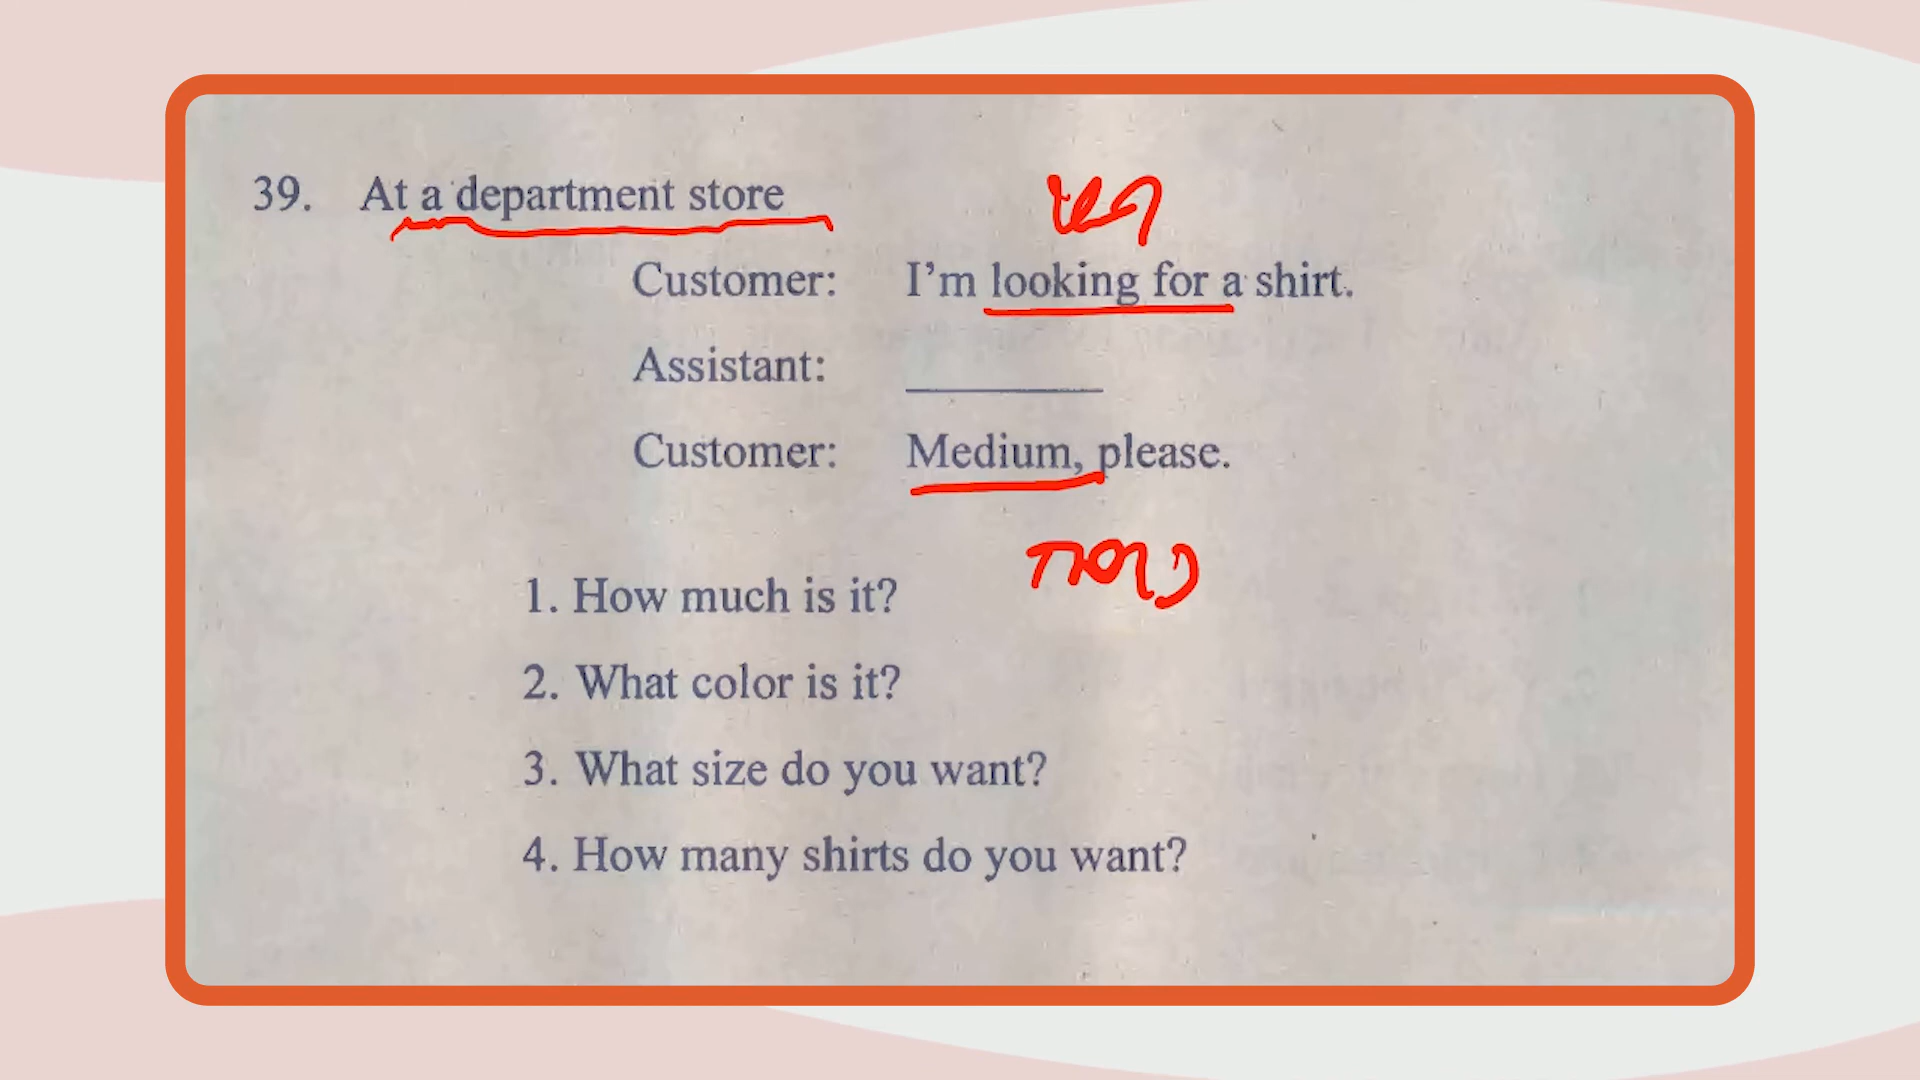 39. At a department store
Customer: I'm looking for a shirt.
Assistant: __________
Customer: Medium, please.
1. How much is it?
2. What color is it?
3. What size do you want?
4. How many shirts do you want?